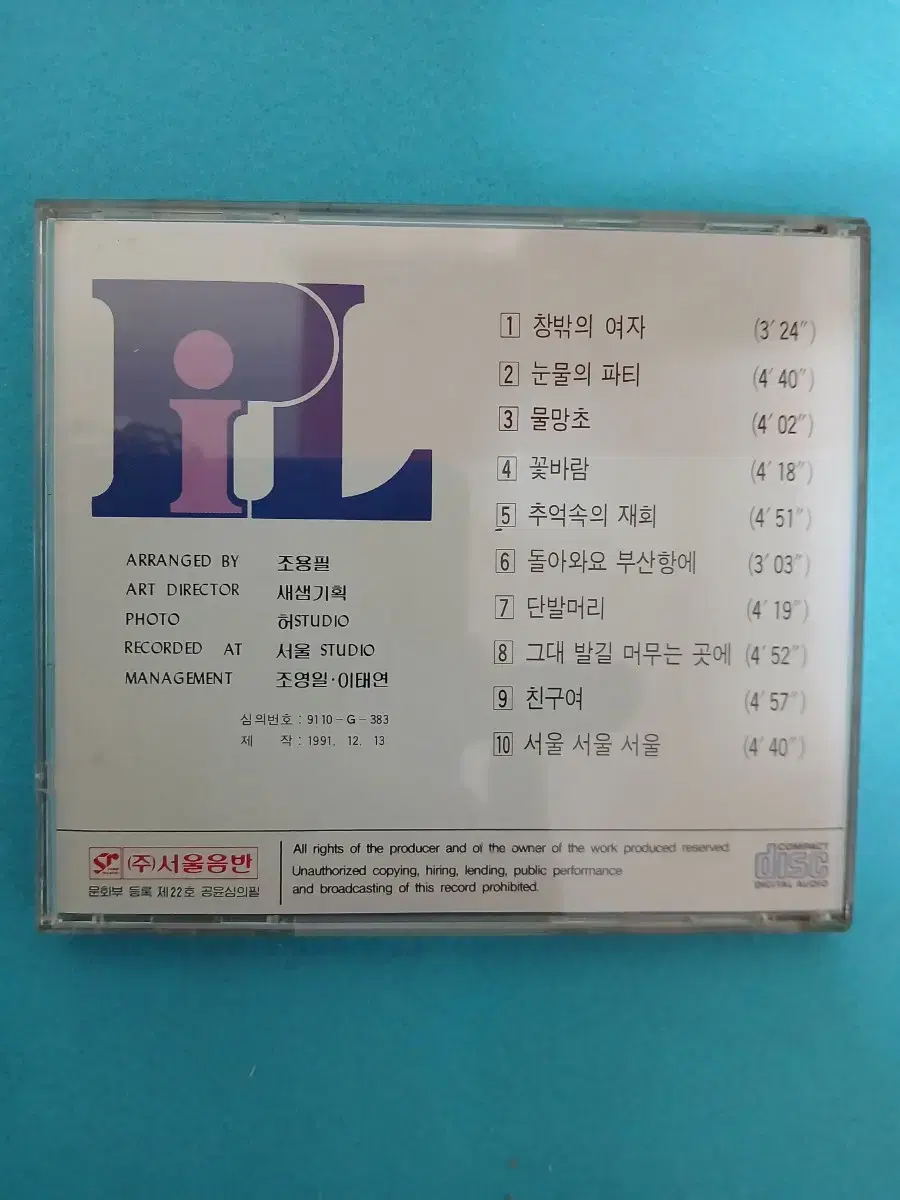 PiL
ARRANGED BY 조용필
ART DIRECTOR 새샘기획
PHOTO 허STUDIO
RECORDED AT 서울 STUDIO
MANAGEMENT 조영일·이태연
심의번호 : 9110-G-383
제 작 : 1991. 12. 13
1 창밖의 여자 (3′ 24″)
2 눈물의 파티 (4′ 40″)
3 물망초 (4′ 02″)
4 꽃바람 (4′ 18″)
5 추억속의 재회 (4′ 51″)
6 돌아와요 부산항에 (3′ 03″)
7 단발머리 (4′ 19″)
8 그대 발길 머무는 곳에 (4′ 52″)
9 친구여 (4′ 57″)
10 서울 서울 서울 (4′ 40″)
(주)서울음반
문화부 등록 제22호 공윤심의필
All rights of the producer and of the owner of the work produced reserved
Unauthorized copying, hiring, lending, public performance
and broadcasting of this record prohibited.
COMPACT
disc
DIGITAL AUDIO